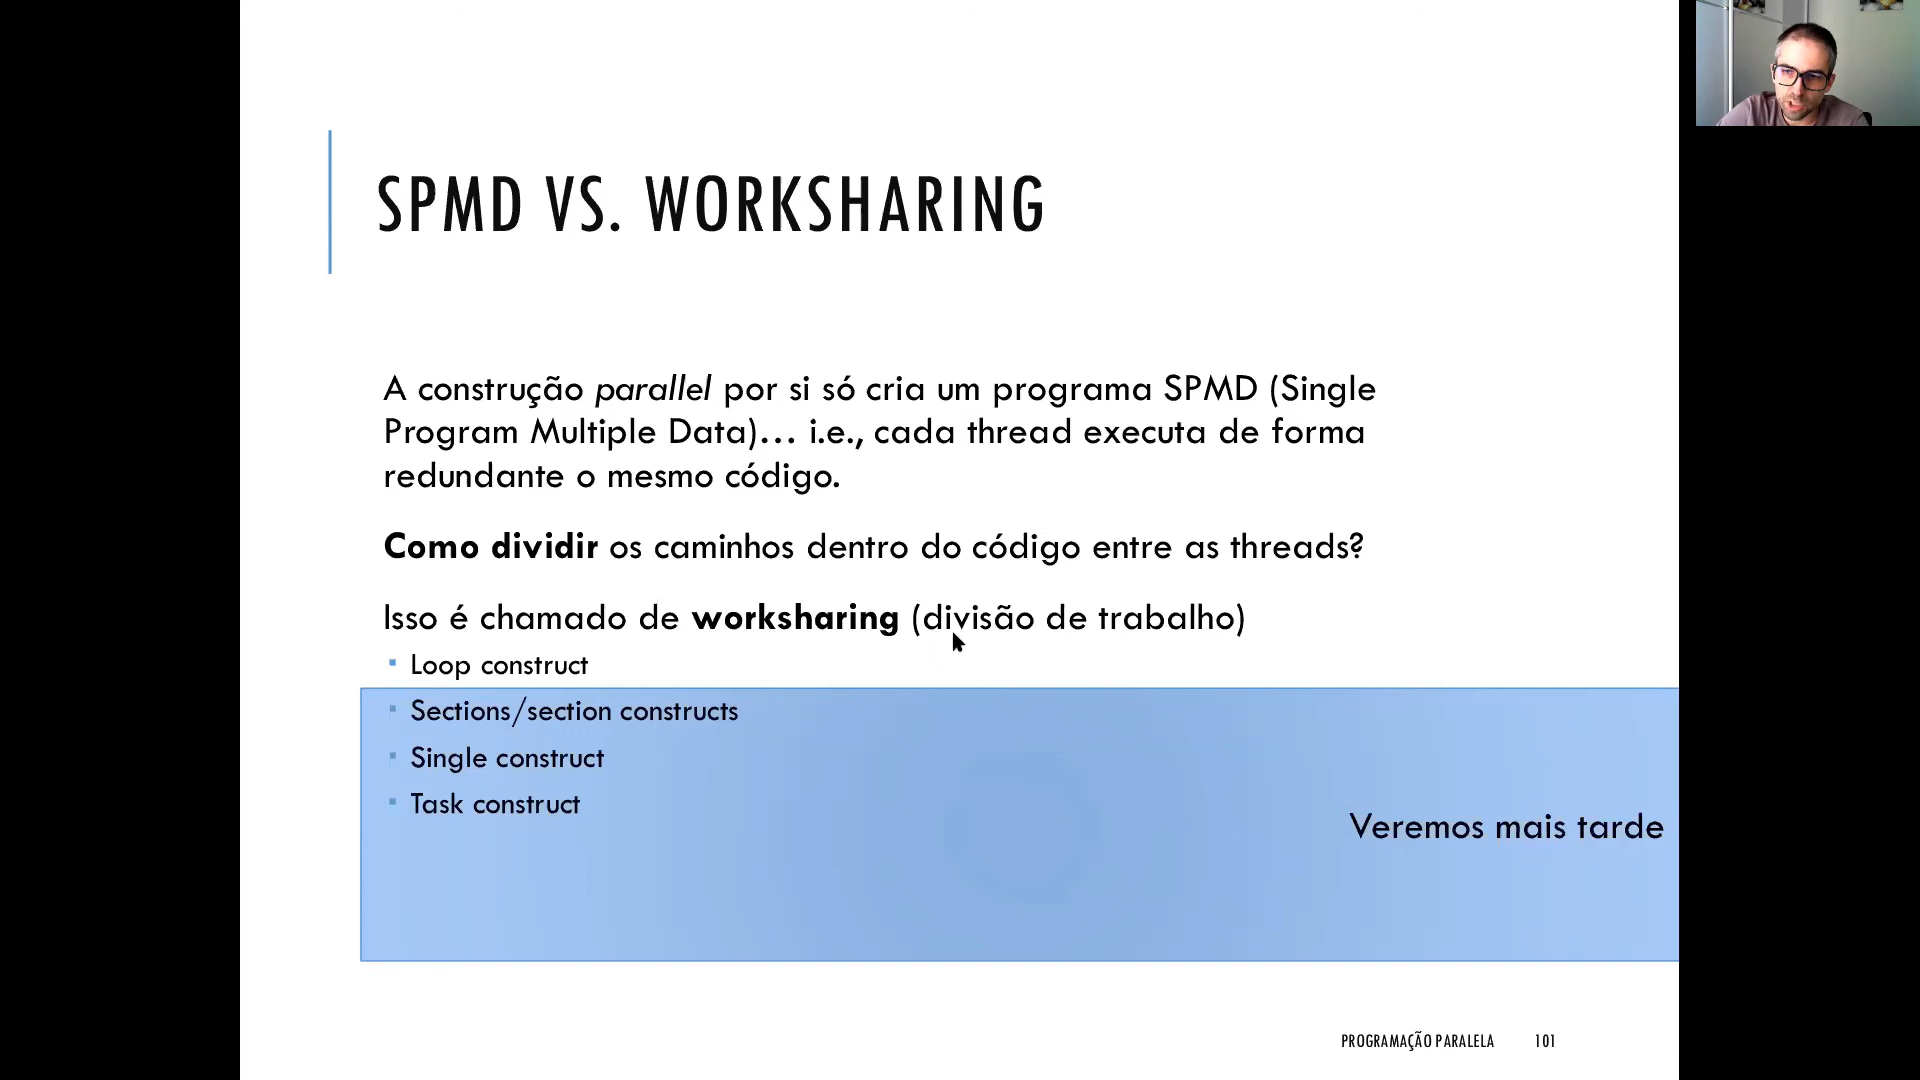 SPMD VS. WORKSHARING
A construção parallel por si só cria um programa SPMD (Single
Program Multiple Data)... i.e., cada thread executa de forma
redundante o mesmo código.
Como dividir os caminhos dentro do código entre as threads?
Isso é chamado de worksharing (divisão de trabalho)
▪ Loop construct
▪ Sections/section constructs
▪ Single construct
▪ Task construct
Veremos mais tarde
PROGRAMAÇÃO PARALELA 101